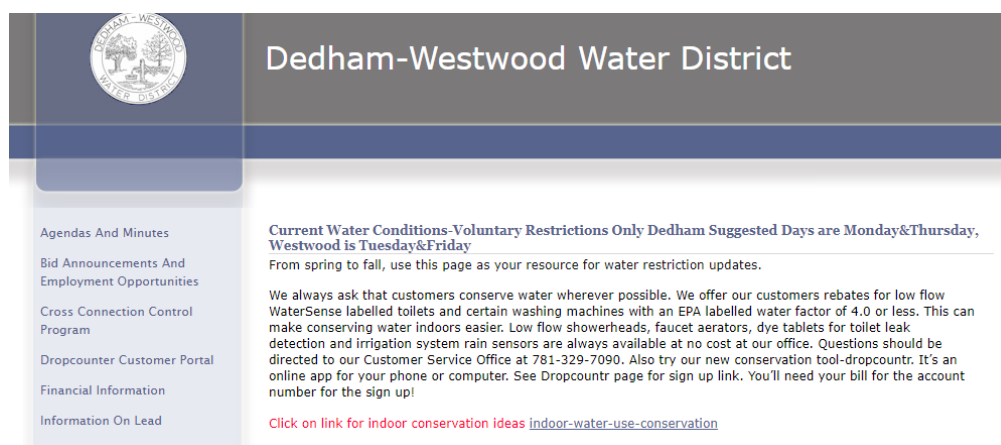 DEDHAM-WESTWOOD
WATER DISTRICT
Dedham-Westwood Water District
Agendas And Minutes
Bid Announcements And
Employment Opportunities
Cross Connection Control
Program
Dropcounter Customer Portal
Financial Information
Information On Lead
Current Water Conditions-Voluntary Restrictions Only Dedham Suggested Days are Monday&Thursday,
Westwood is Tuesday&Friday
From spring to fall, use this page as your resource for water restriction updates.
We always ask that customers conserve water wherever possible. We offer our customers rebates for low flow
WaterSense labelled toilets and certain washing machines with an EPA labelled water factor of 4.0 or less. This can
make conserving water indoors easier. Low flow showerheads, faucet aerators, dye tablets for toilet leak
detection and irrigation system rain sensors are always available at no cost at our office. Questions should be
directed to our Customer Service Office at 781-329-7090. Also try our new conservation tool-dropcountr. It's an
online app for your phone or computer. See Dropcountr page for sign up link. You'll need your bill for the account
number for the sign up!
Click on link for indoor conservation ideas indoor-water-use-conservation